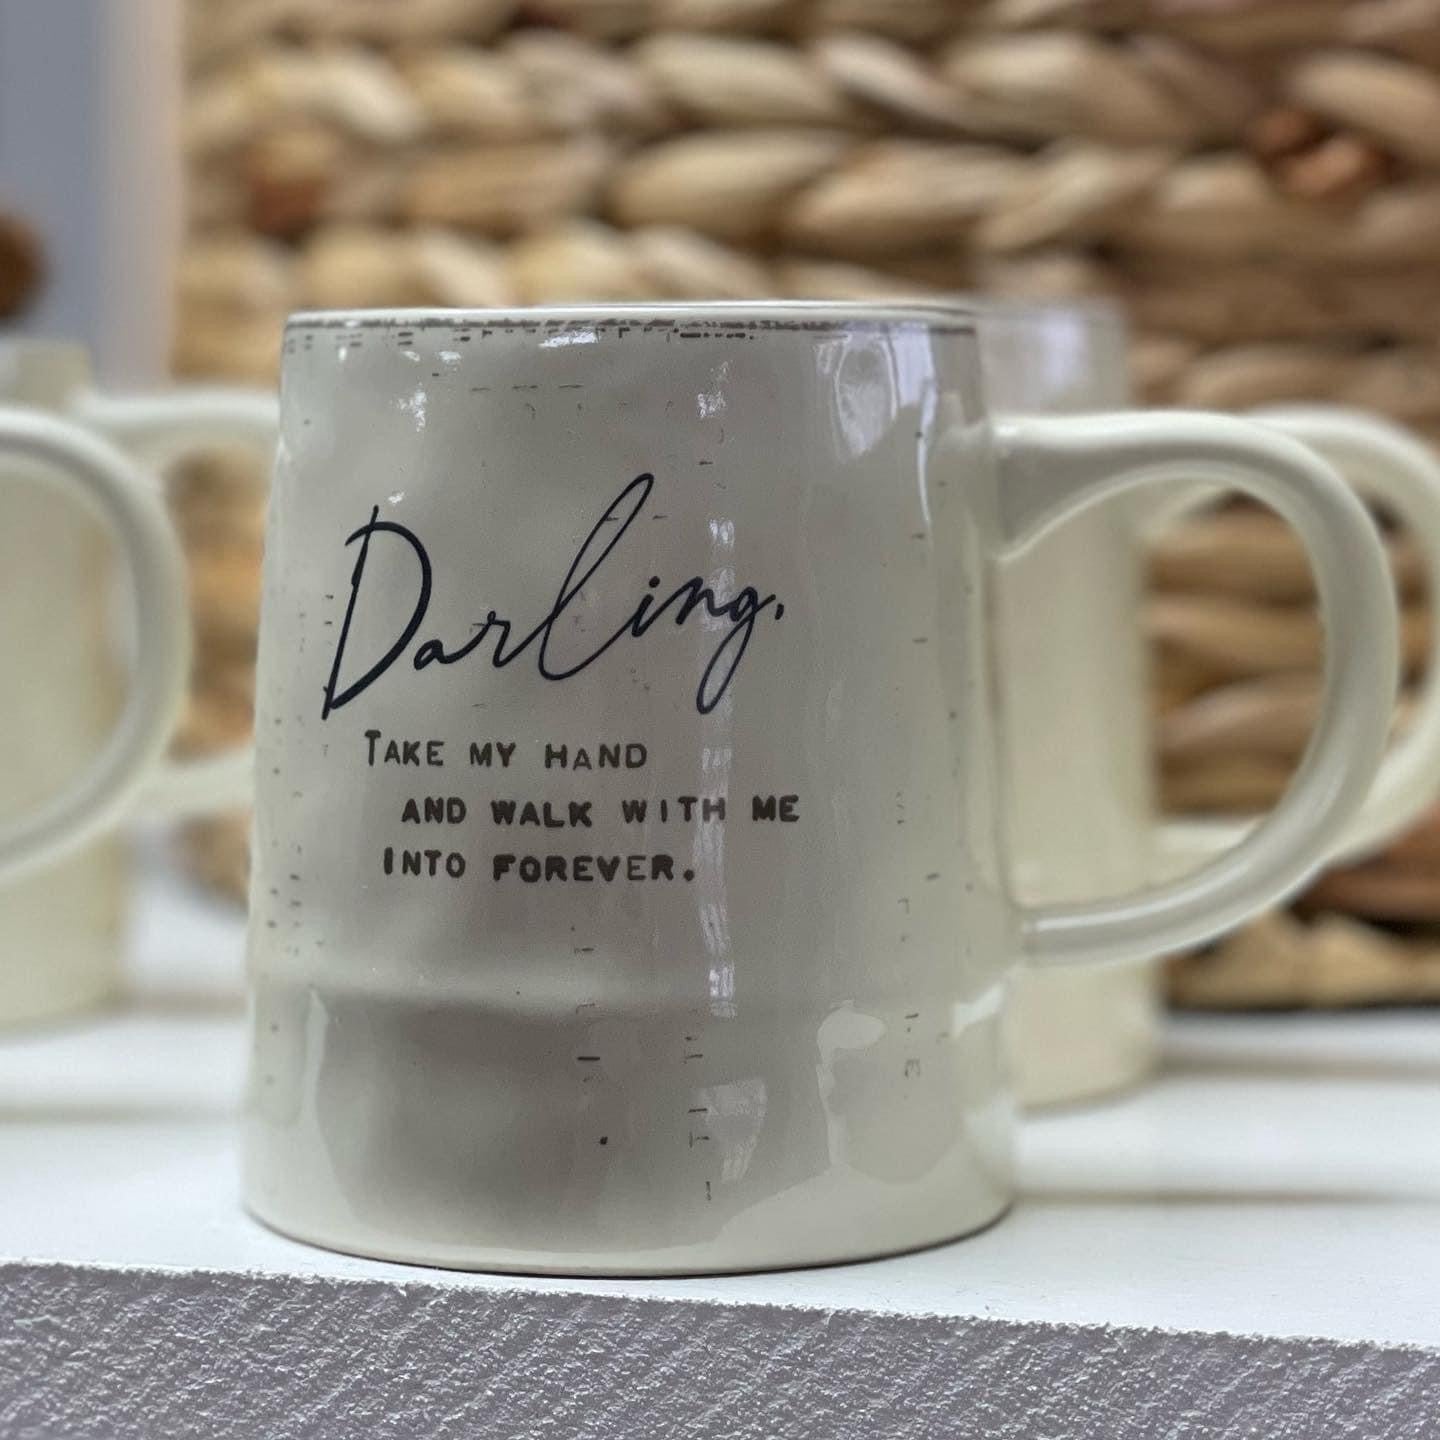 Darling,
TAKE MY HAND
AND WALK WITH ME
INTO FOREVER.